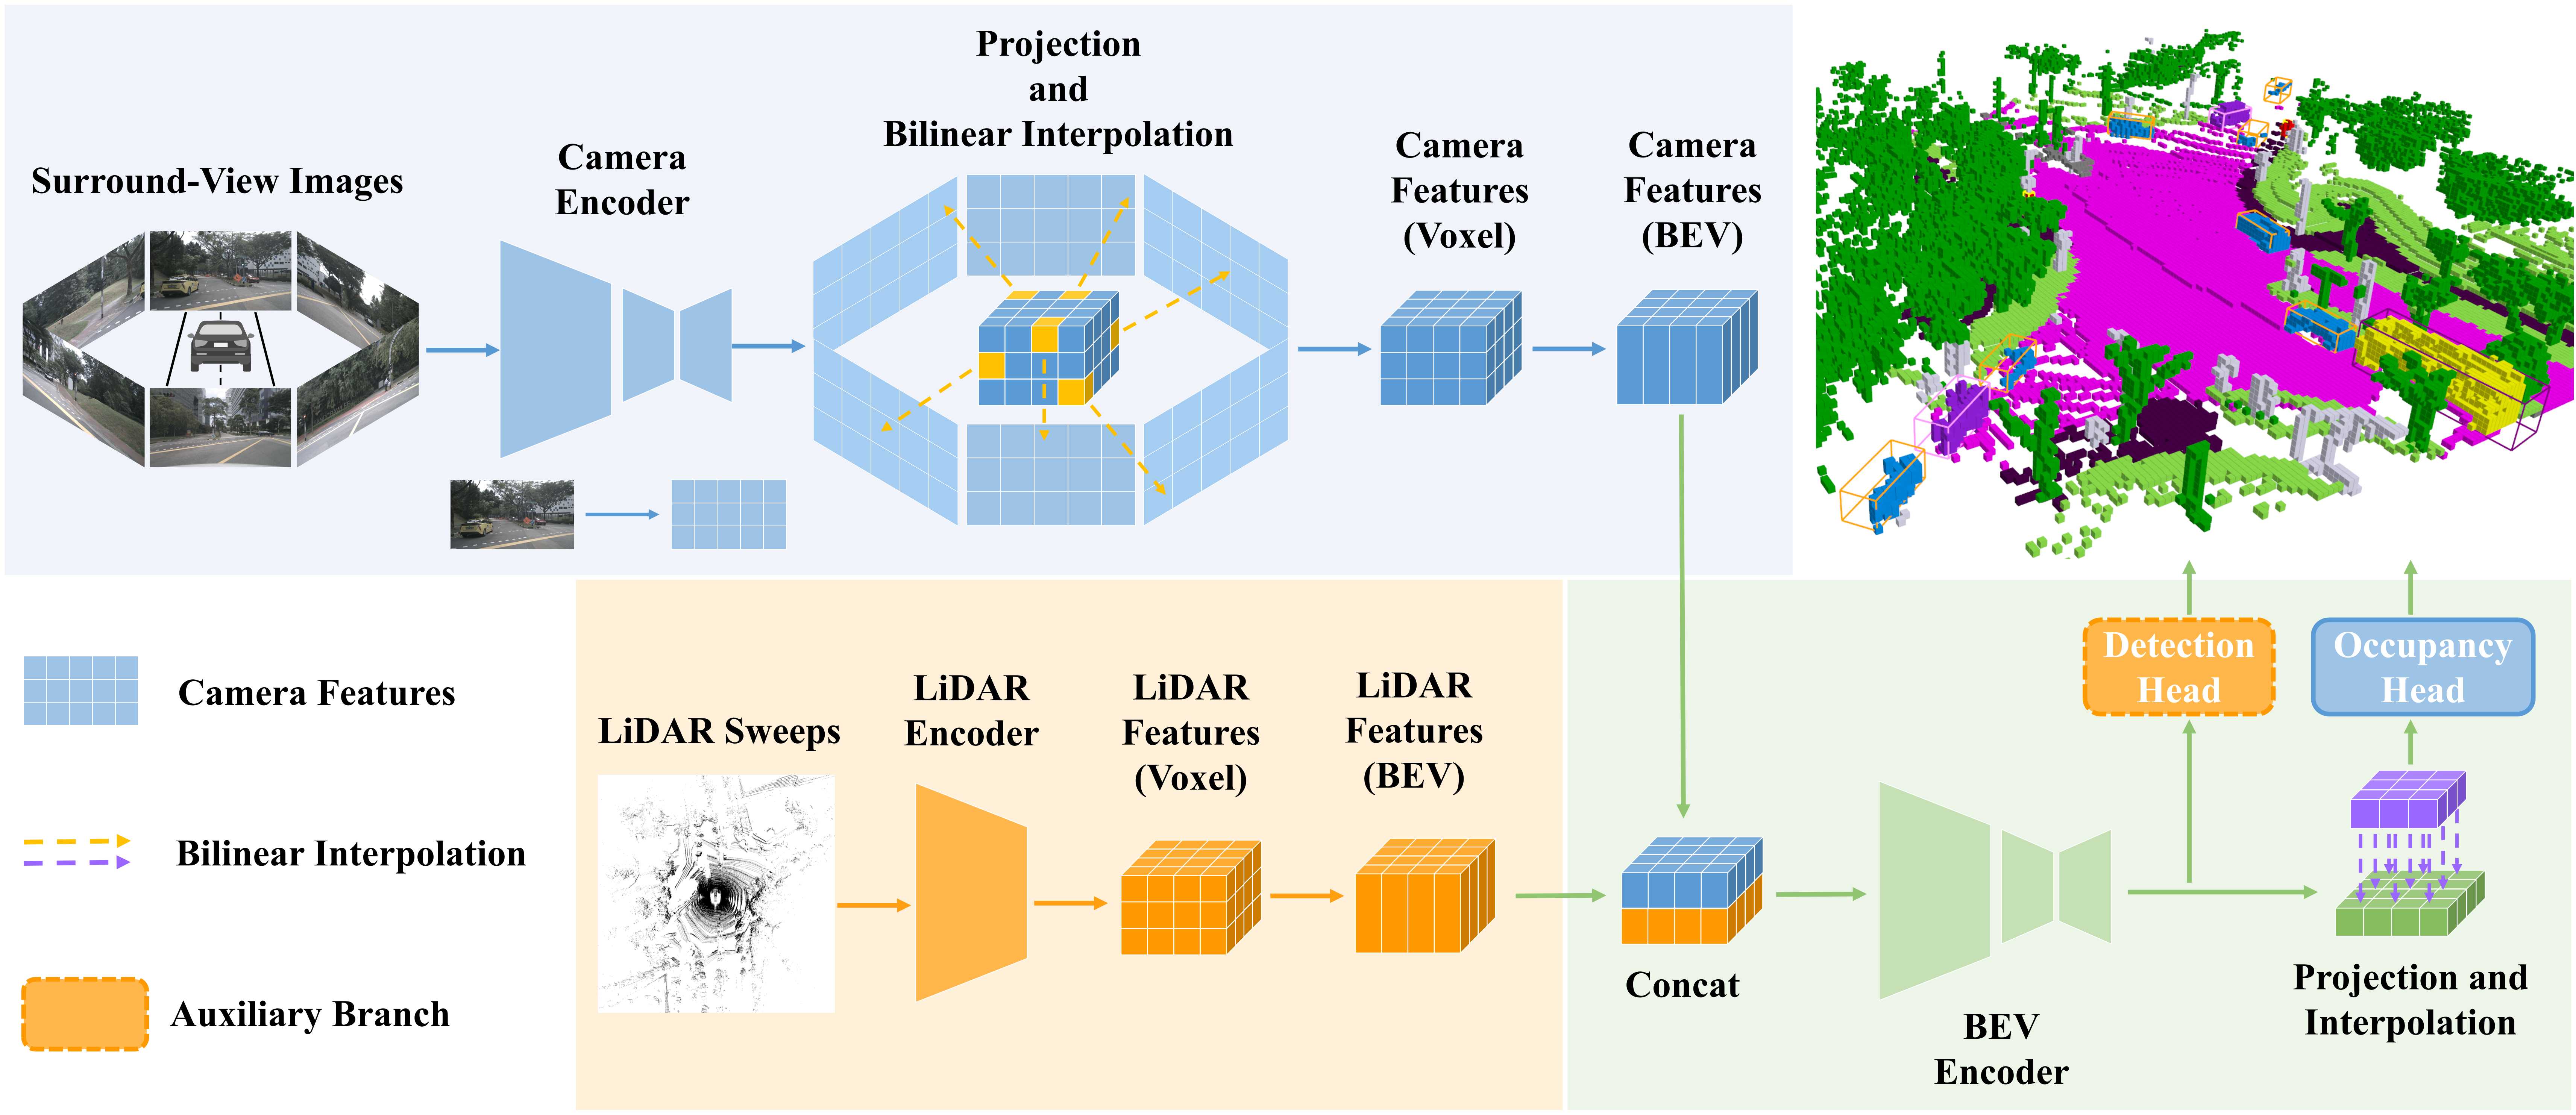 Surround-View Images
Camera
Encoder
Projection
and
Bilinear Interpolation
Camera
Features
(Voxel)
Camera
Features
(BEV)
Camera Features
Bilinear Interpolation
Auxiliary Branch
LiDAR Sweeps
LiDAR
Encoder
LiDAR
Features
(Voxel)
LiDAR
Features
(BEV)
Concat
BEV
Encoder
Detection
Head
Occupancy
Head
Projection and
Interpolation